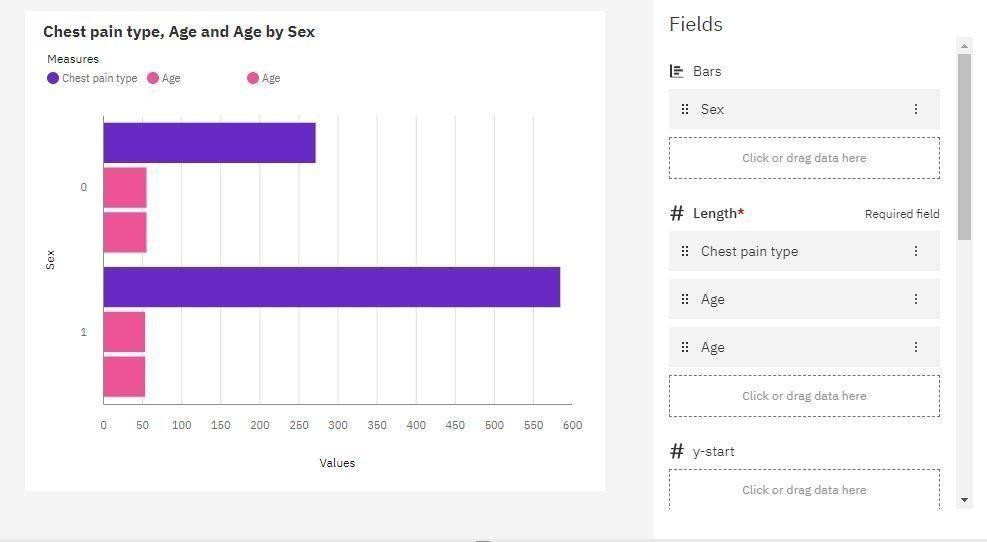 Chest pain type, Age and Age by Sex
Measures
Chest pain type Age Age
0
1
Sex
0 50 100 150 200 250 300 350 400 450 500 550 600
Values
Fields
Bars
Sex
Click or drag data here
Length* Required field
Chest pain type
Age
Age
Click or drag data here
y-start
Click or drag data here